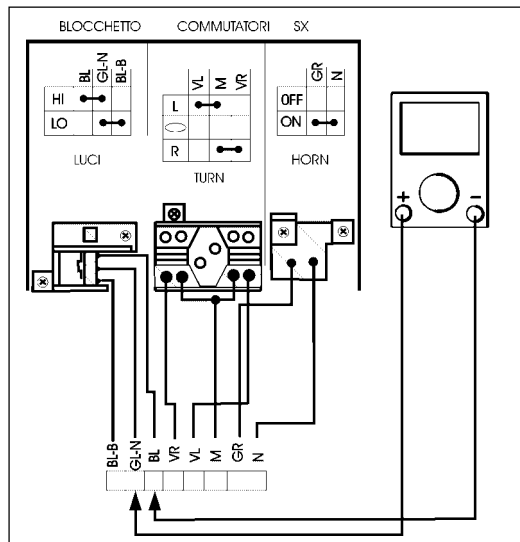 BLOCCHETTO COMMUTATORI SX
BL GL-N BL-B
HI
LO
LUCI
VL M VR
L
R
TURN
GR N
OFF
ON
HORN
+ -
BL-B GL-N BL VR VL M GR N